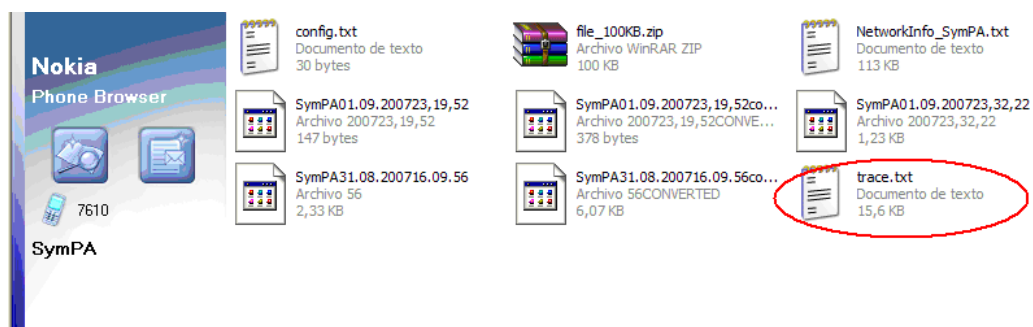 Nokia
Phone Browser
7610
SymPA
config.txt
Documento de texto
30 bytes
file_100KB.zip
Archivo WinRAR ZIP
100 KB
NetworkInfo_SymPA.txt
Documento de texto
113 KB
SymPA01.09.200723,19,52
Archivo 200723,19,52
147 bytes
SymPA01.09.200723,19,52co...
Archivo 200723,19,52CONVE...
378 bytes
SymPA01.09.200723,32,22
Archivo 200723,32,22
1,23 KB
SymPA31.08.200716.09.56
Archivo 56
2,33 KB
SymPA31.08.200716.09.56co...
Archivo 56CONVERTED
6,07 KB
trace.txt
Documento de texto
15,6 KB